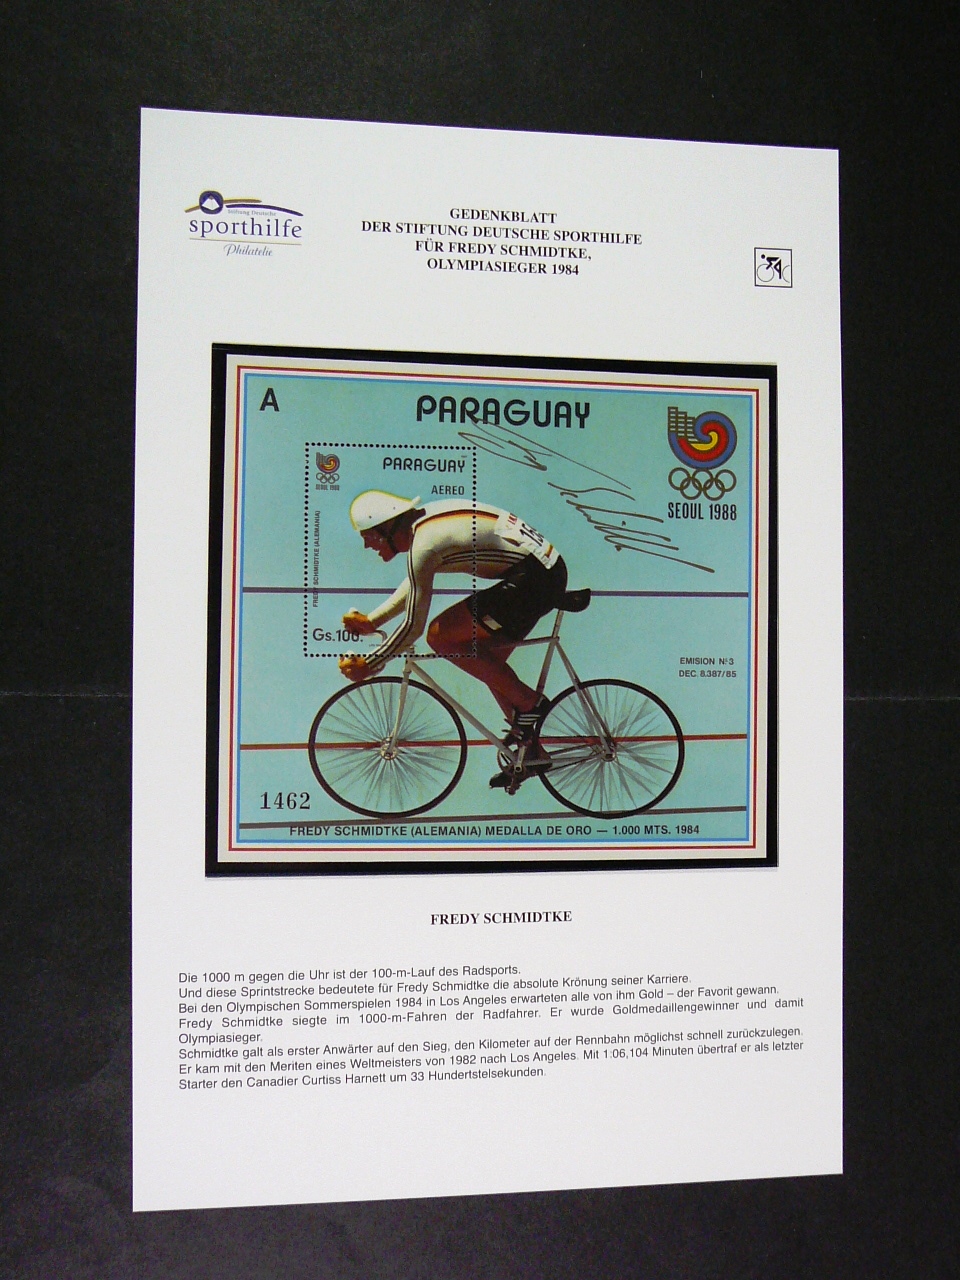 Stiftung Deutsche
sporthilfe
Philatelie
GEDENKBLATT
DER STIFTUNG DEUTSCHE SPORTHILFE
FÜR FREDY SCHMIDTKE,
OLYMPIASIEGER 1984
A
PARAGUAY
SEOUL 1988
SEOUL 1988
PARAGUAY
AEREO
FREDY SCHMIDTKE (ALEMANIA)
Gs.100.
EMISION Nº3
DEC. 8.387/85
1462
FREDY SCHMIDTKE (ALEMANIA) MEDALLA DE ORO — 1.000 MTS. 1984
FREDY SCHMIDTKE
Die 1000 m gegen die Uhr ist der 100-m-Lauf des Radsports.
Und diese Sprintstrecke bedeutete für Fredy Schmidtke die absolute Krönung seiner Karriere.
Bei den Olympischen Sommerspielen 1984 in Los Angeles erwarteten alle von ihm Gold – der Favorit gewann.
Fredy Schmidtke siegte im 1000-m-Fahren der Radfahrer. Er wurde Goldmedaillengewinner und damit
Olympiasieger.
Schmidtke galt als erster Anwärter auf den Sieg, den Kilometer auf der Rennbahn möglichst schnell zurückzulegen.
Er kam mit den Meriten eines Weltmeisters von 1982 nach Los Angeles. Mit 1:06,104 Minuten übertraf er als letzter
Starter den Canadier Curtiss Harnett um 33 Hundertstelsekunden.